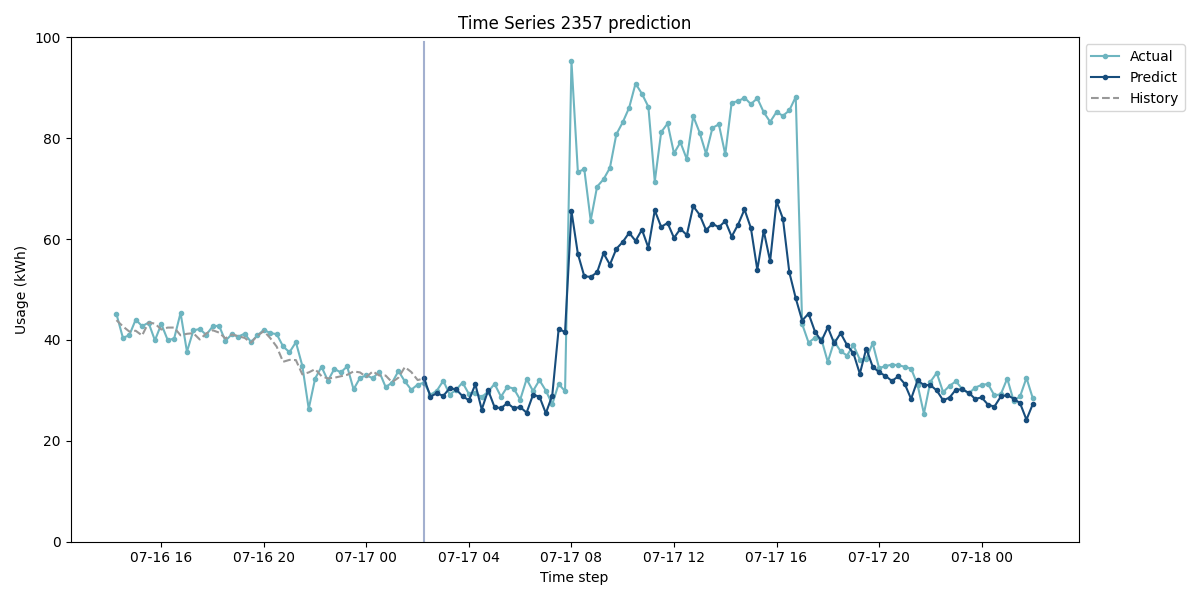 Time Series 2357 prediction
Actual
Predict
History
Usage (kWh)
100
80
60
40
20
0
07-16 16
07-16 20
07-17 00
07-17 04
07-17 08
07-17 12
07-17 16
07-17 20
07-18 00
Time step